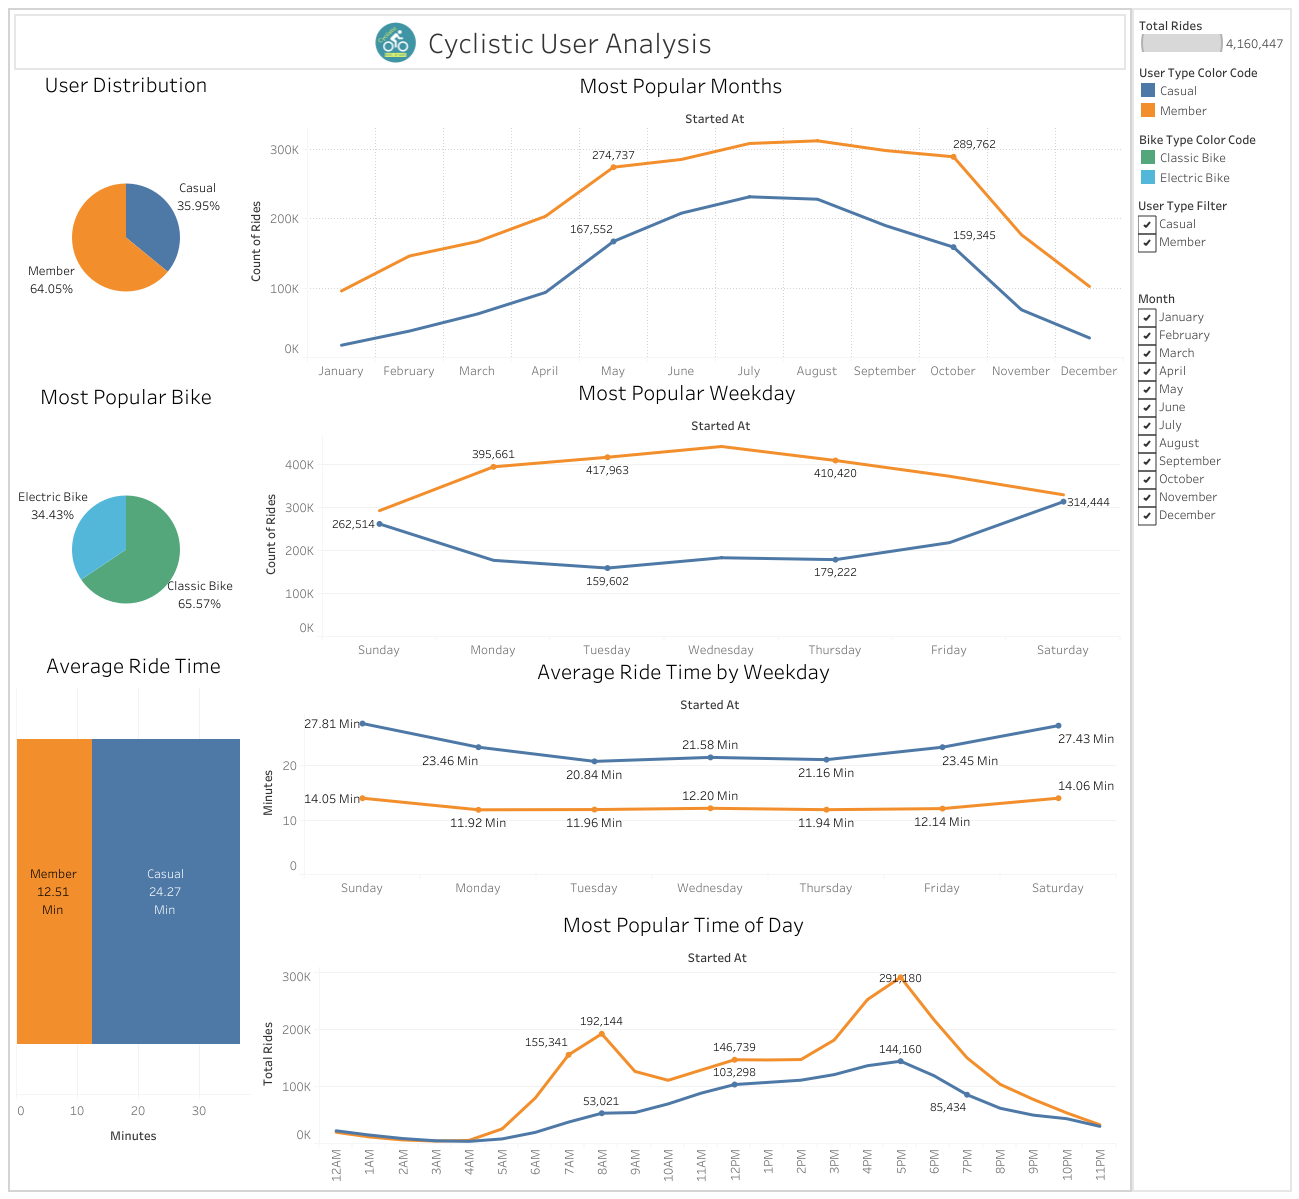 Cyclistic User Analysis
User Distribution
Casual
35.95%
Member
64.05%
Most Popular Months
Started At
Count of Rides
300K
200K
100K
0K
274,737
289,762
167,552
159,345
January February March April May June July August September October November December
Most Popular Bike
Electric Bike
34.43%
Classic Bike
65.57%
Most Popular Weekday
Started At
Count of Rides
400K
300K
200K
100K
0K
395,661
417,963
410,420
262,514
314,444
159,602
179,222
Sunday Monday Tuesday Wednesday Thursday Friday Saturday
Average Ride Time
Member
12.51
Min
Casual
24.27
Min
0 10 20 30
Minutes
Average Ride Time by Weekday
Started At
Minutes
20
10
0
27.81 Min
23.46 Min
20.84 Min
21.58 Min
21.16 Min
23.45 Min
27.43 Min
14.05 Min
11.92 Min
11.96 Min
12.20 Min
11.94 Min
12.14 Min
14.06 Min
Sunday Monday Tuesday Wednesday Thursday Friday Saturday
Most Popular Time of Day
Started At
Total Rides
300K
200K
100K
0K
155,341
192,144
146,739
291,180
53,021
103,298
144,160
85,434
12AM 1AM 2AM 3AM 4AM 5AM 6AM 7AM 8AM 9AM 10AM 11AM 12PM 1PM 2PM 3PM 4PM 5PM 6PM 7PM 8PM 9PM 10PM 11PM
Total Rides
4,160,447
User Type Color Code
Casual
Member
Bike Type Color Code
Classic Bike
Electric Bike
User Type Filter
Casual
Member
Month
January
February
March
April
May
June
July
August
September
October
November
December